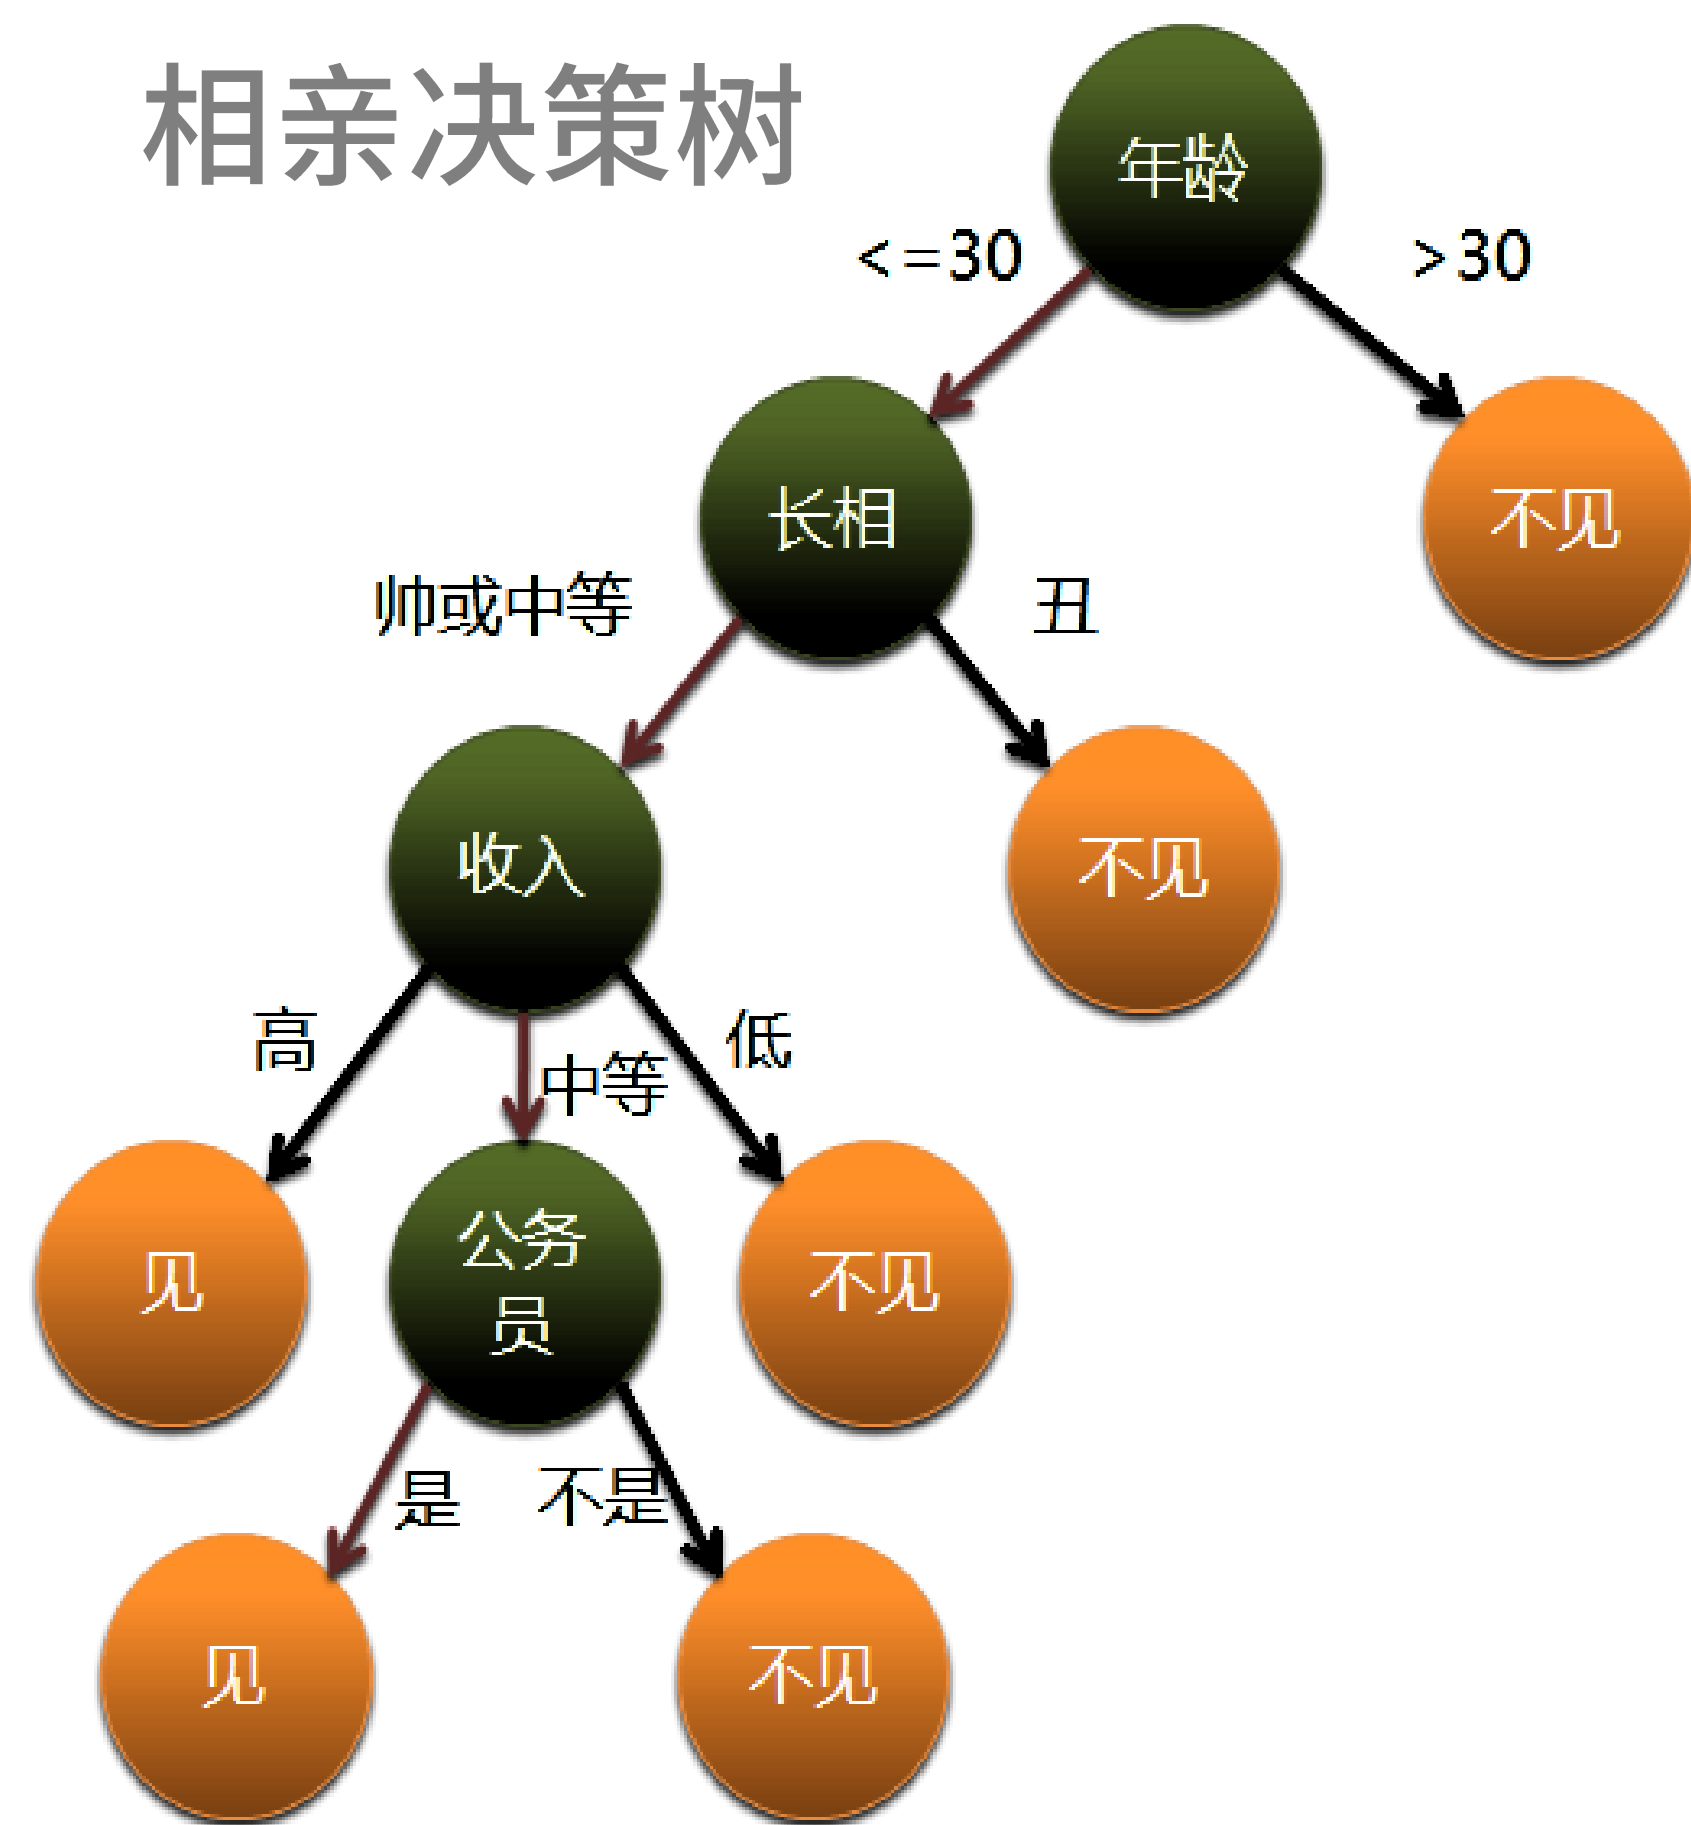 相亲决策树
年龄
<=30
>30
长相
不见
帅或中等
丑
收入
不见
高
中等
低
见
公务
员
不见
是
不是
见
不见